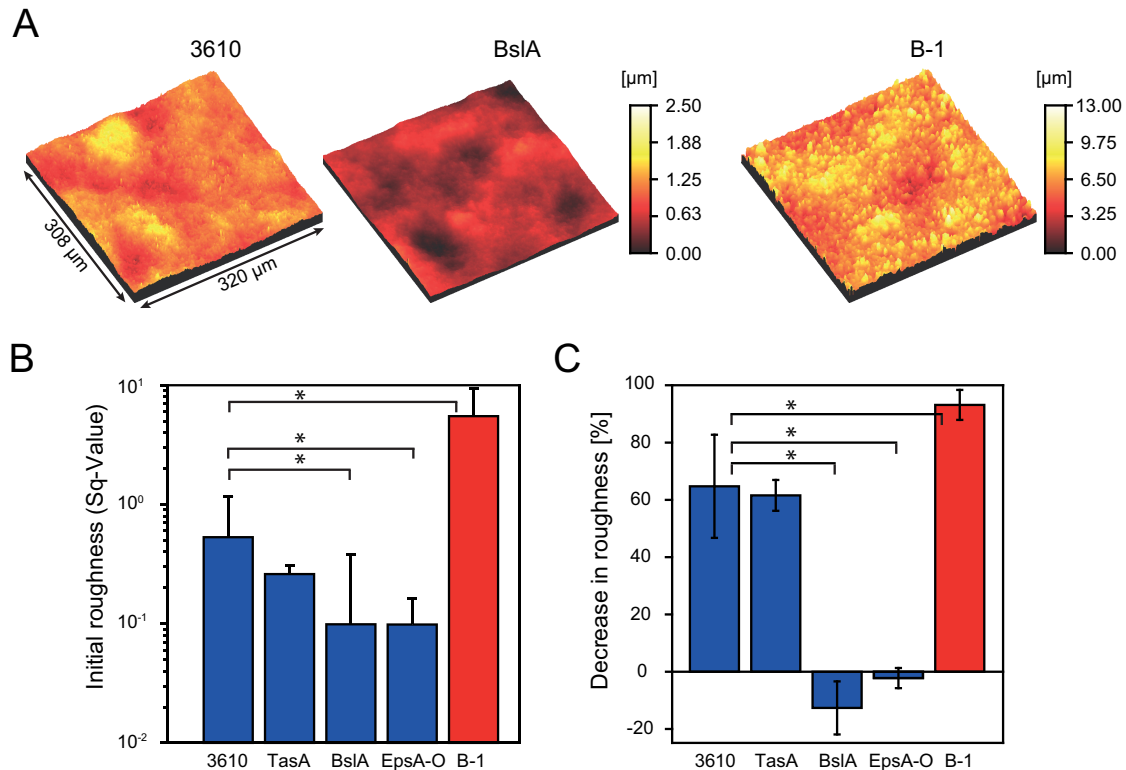 A
3610
BslA
B-1
[µm]
2.50
1.88
1.25
0.63
0.00
[µm]
13.00
9.75
6.50
3.25
0.00
308 µm
320 µm
B
Initial roughness (Sq-Value)
10¹
10⁰
10⁻¹
10⁻²
*
*
*
3610 TasA BslA EpsA-O B-1
C
Decrease in roughness [%]
100
80
60
40
20
0
-20
*
*
*
3610 TasA BslA EpsA-O B-1